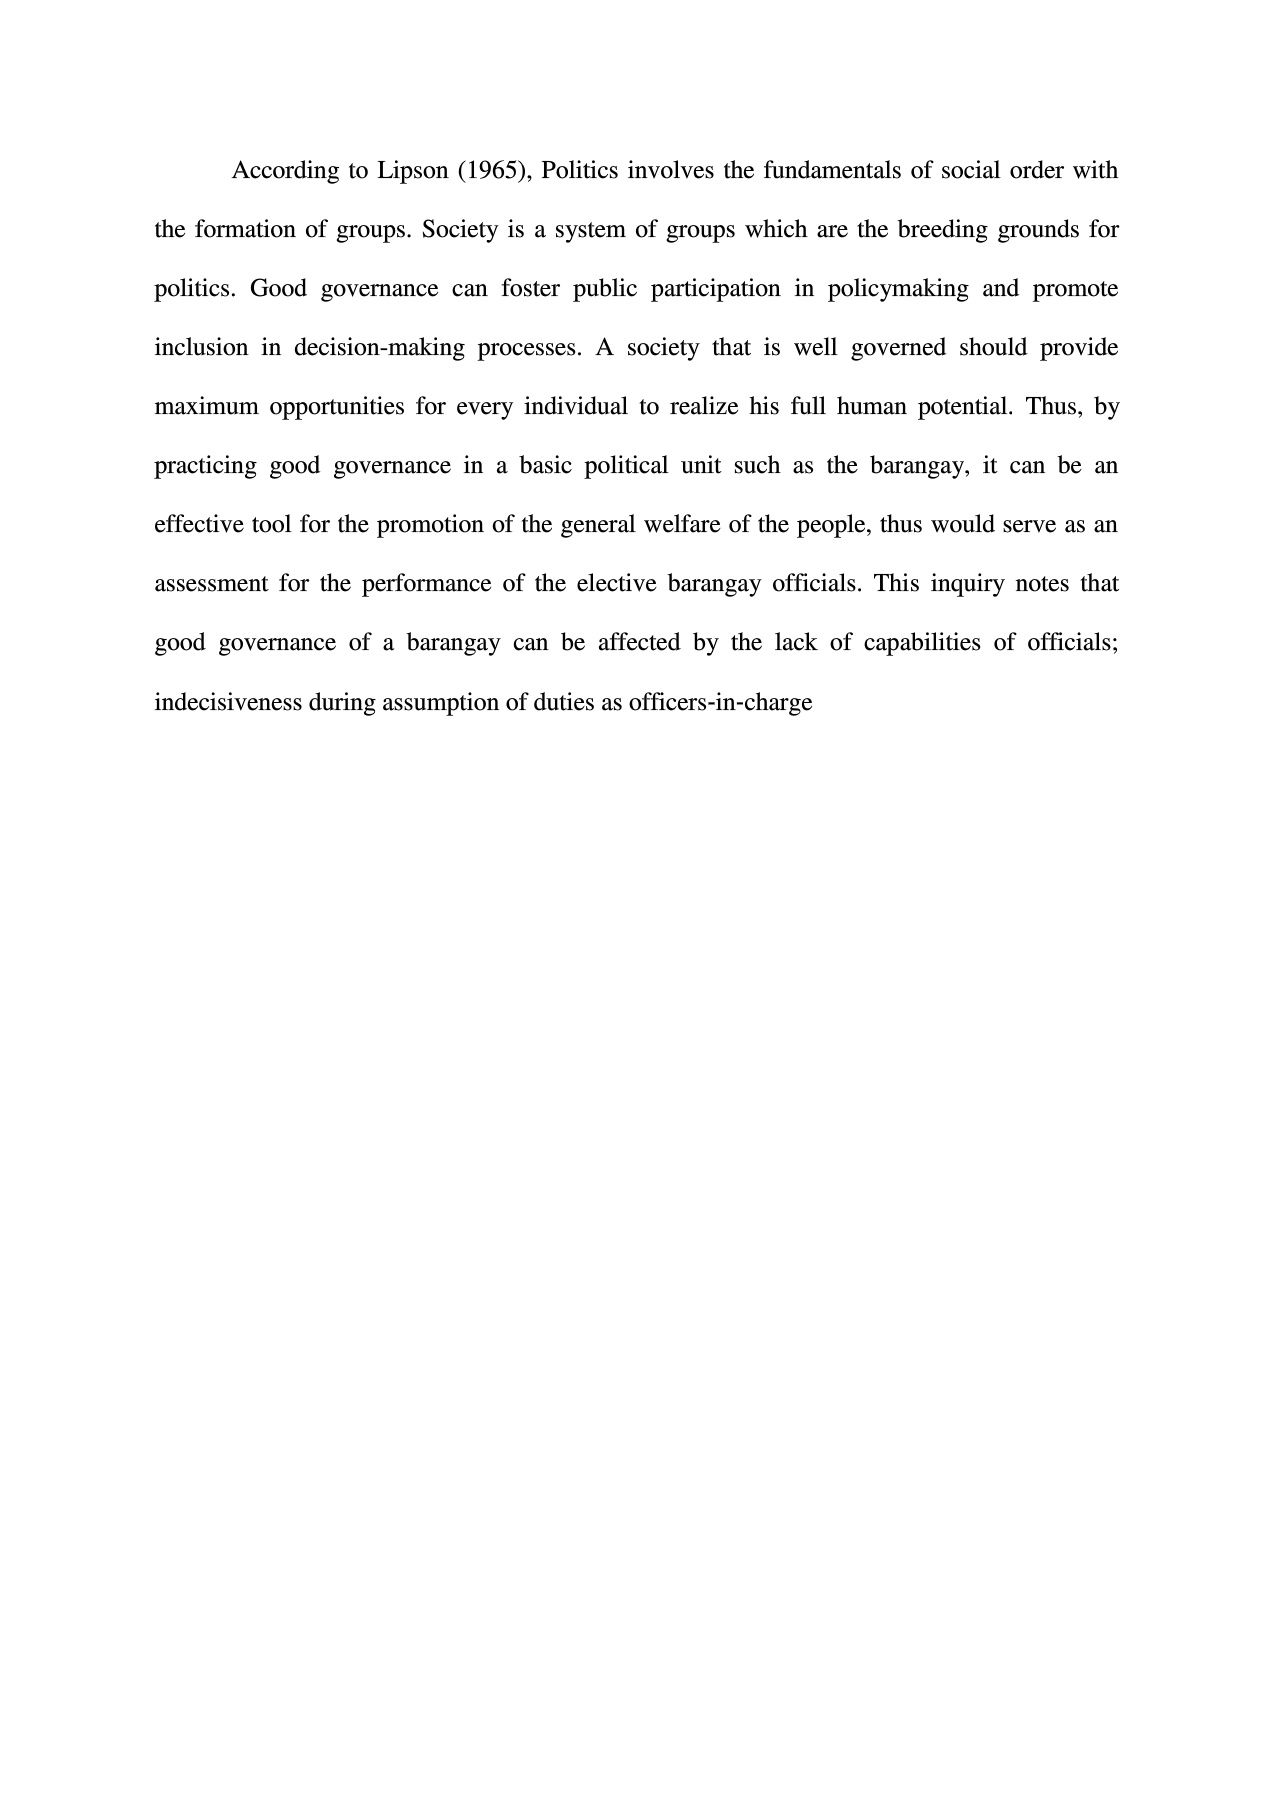 According to Lipson (1965), Politics involves the fundamentals of social order with
the formation of groups. Society is a system of groups which are the breeding grounds for
politics. Good governance can foster public participation in policymaking and promote
inclusion in decision-making processes. A society that is well governed should provide
maximum opportunities for every individual to realize his full human potential. Thus, by
practicing good governance in a basic political unit such as the barangay, it can be an
effective tool for the promotion of the general welfare of the people, thus would serve as an
assessment for the performance of the elective barangay officials. This inquiry notes that
good governance of a barangay can be affected by the lack of capabilities of officials;
indecisiveness during assumption of duties as officers-in-charge